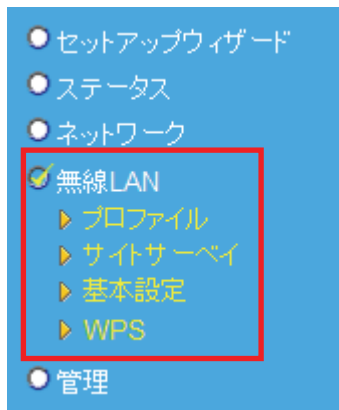 セットアップウィザード
ステータス
ネットワーク
無線LAN
プロファイル
サイトサーベイ
基本設定
WPS
管理